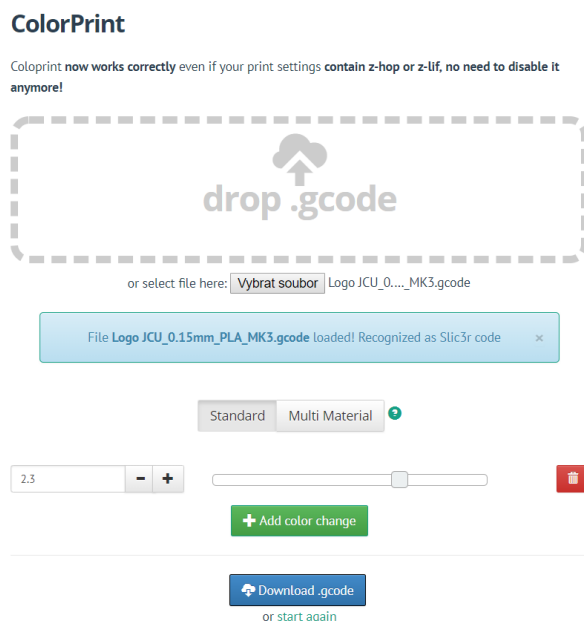 ColorPrint
Coloprint now works correctly even if your print settings contain z-hop or z-lif, no need to disable it
anymore!
drop .gcode
or select file here: Vybrat soubor Logo JCU_0...._MK3.gcode
File Logo JCU_0.15mm_PLA_MK3.gcode loaded! Recognized as Slic3r code ×
Standard Multi Material ?
2.3 − +
+ Add color change
Download .gcode
or start again